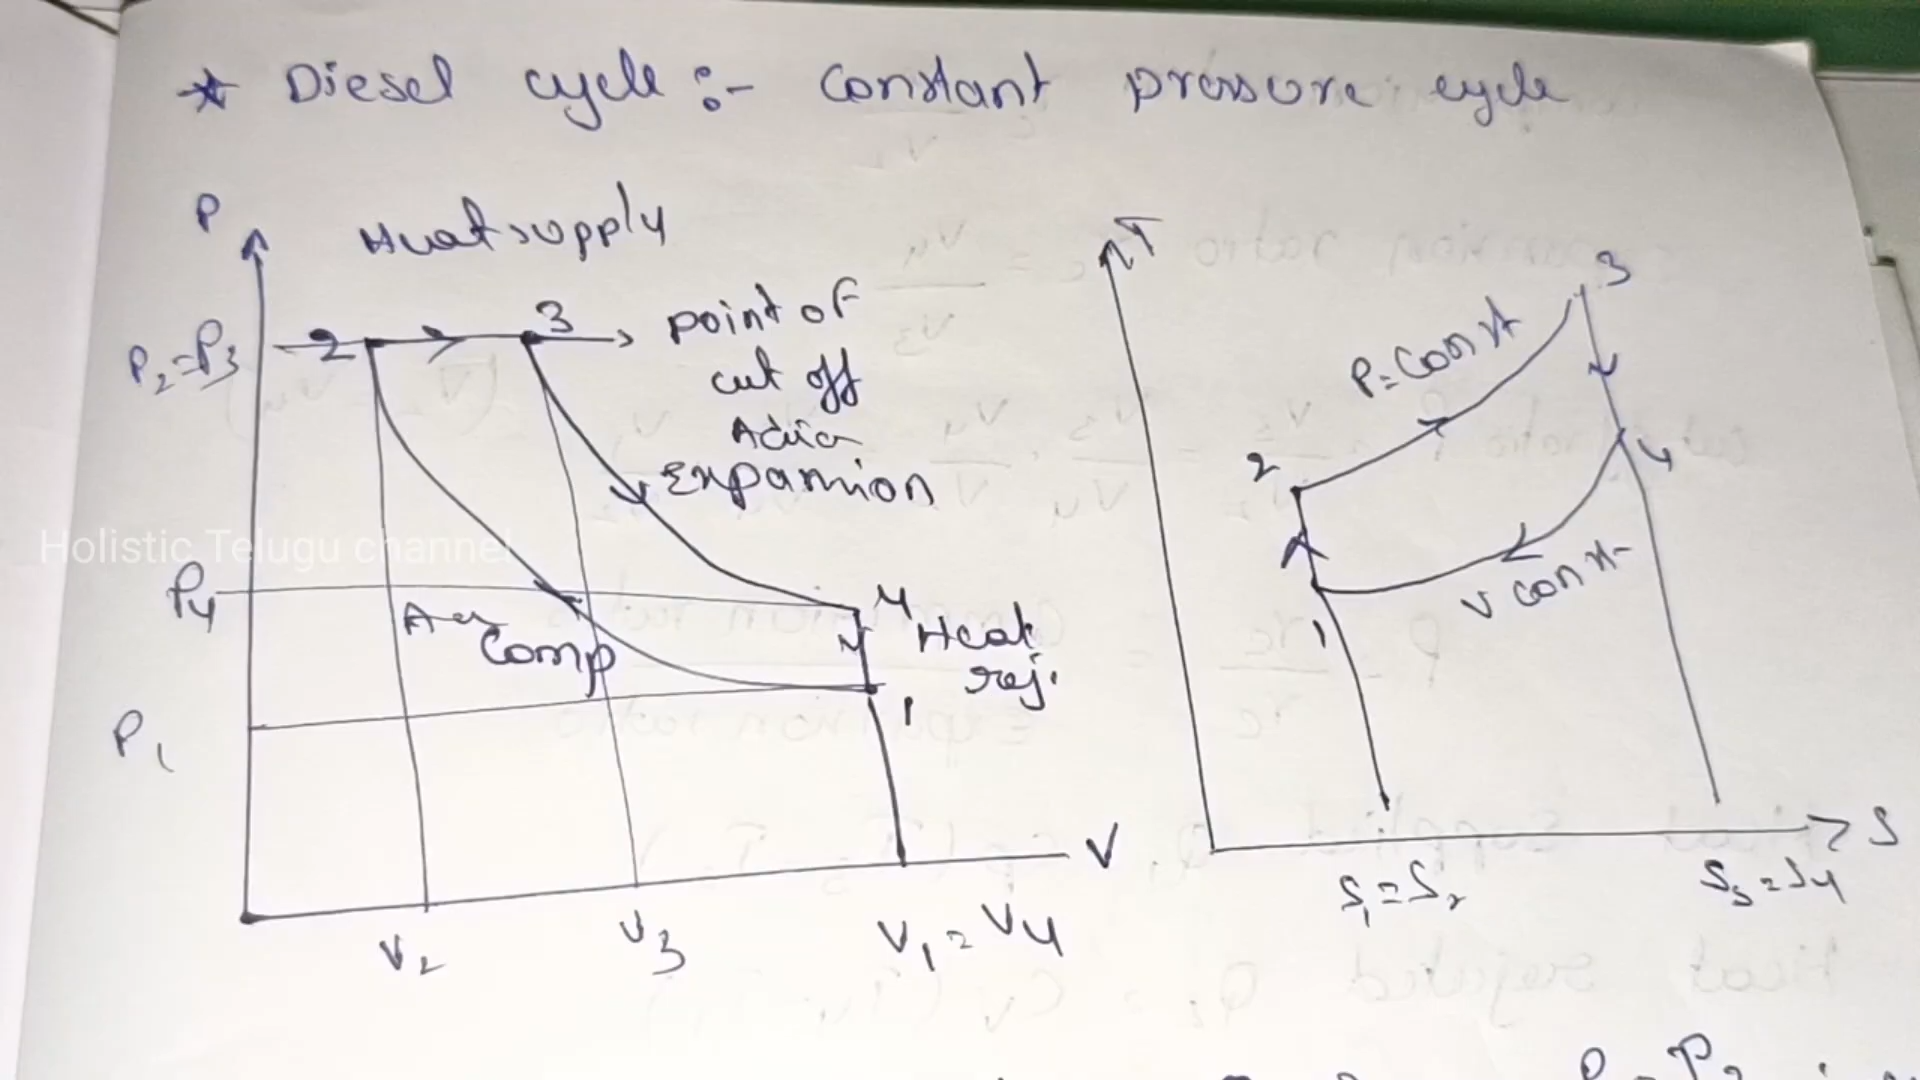 * Diesel cycle :- constant pressure cycle
P
Heat supply
P₂=P₃
2
3
point of
cut off
Expansion
Holistic Telugu channel
P₄
Comp
4
Heat
rej.
P₁
1
V
V₂
V₃
V₁=V₄
T
3
P=const
2
4
V const
1
S
S₁=S₂
S₃=S₄